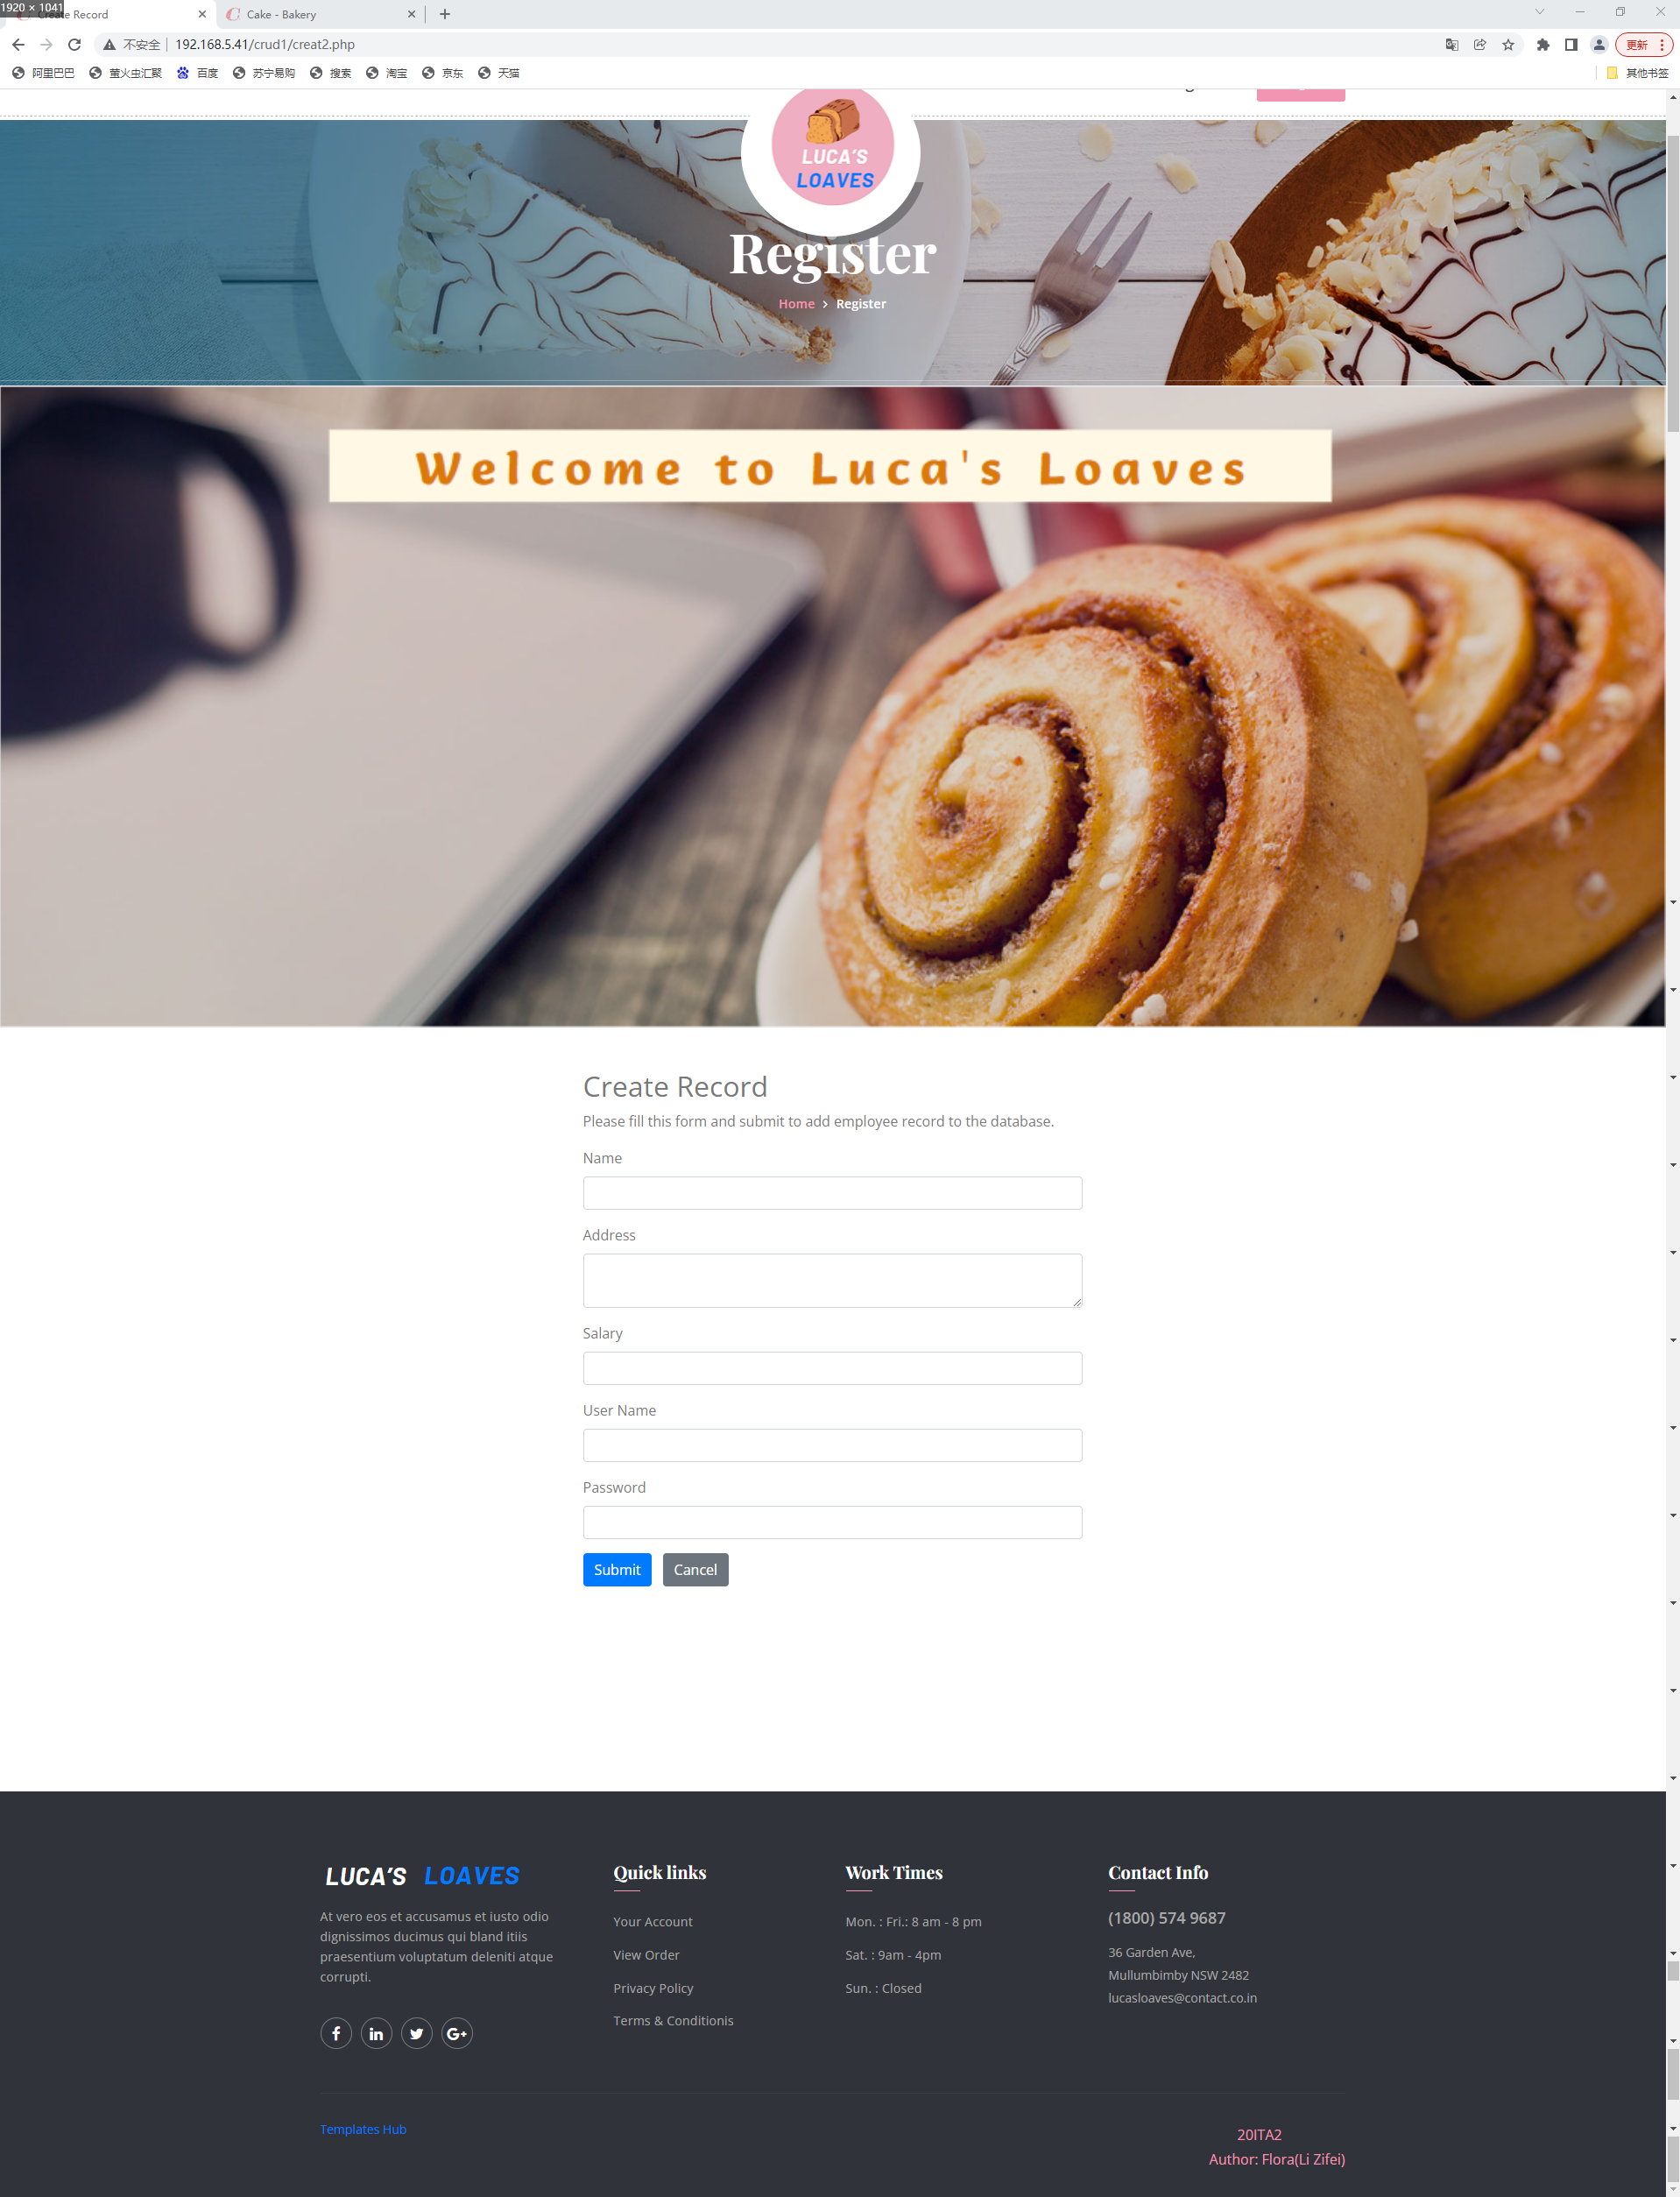 1920 × 1041
Create Record
Cake - Bakery
不安全
192.168.5.41/crud1/creat2.php
更新
阿里巴巴
萤火虫汇聚
百度
苏宁易购
搜索
淘宝
京东
天猫
其他书签
LUCA'S
LOAVES
Register
Home > Register
Welcome to Luca's Loaves
Create Record
Please fill this form and submit to add employee record to the database.
Name
Address
Salary
User Name
Password
Submit
Cancel
LUCA'S LOAVES
At vero eos et accusamus et iusto odio
dignissimos ducimus qui bland itiis
praesentium voluptatum deleniti atque
corrupti.
Quick links
Your Account
View Order
Privacy Policy
Terms & Conditionis
Work Times
Mon. : Fri.: 8 am - 8 pm
Sat. : 9am - 4pm
Sun. : Closed
Contact Info
(1800) 574 9687
36 Garden Ave,
Mullumbimby NSW 2482
lucasloaves@contact.co.in
Templates Hub
20ITA2
Author: Flora(Li Zifei)